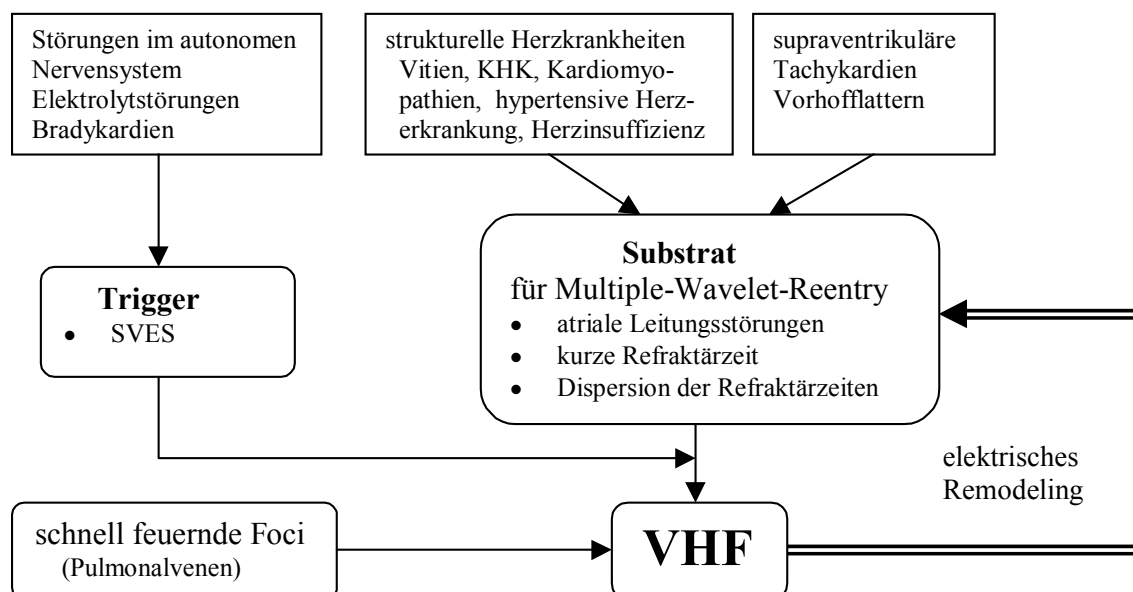 Störungen im autonomen
Nervensystem
Elektrolytstörungen
Bradykardien
strukturelle Herzkrankheiten
Vitien, KHK, Kardiomyo-
pathien, hypertensive Herz-
erkrankung, Herzinsuffizienz
supraventrikuläre
Tachykardien
Vorhofflattern
Trigger
• SVES
Substrat
für Multiple-Wavelet-Reentry
• atriale Leitungsstörungen
• kurze Refraktärzeit
• Dispersion der Refraktärzeiten
elektrisches
Remodeling
schnell feuernde Foci
(Pulmonalvenen)
VHF